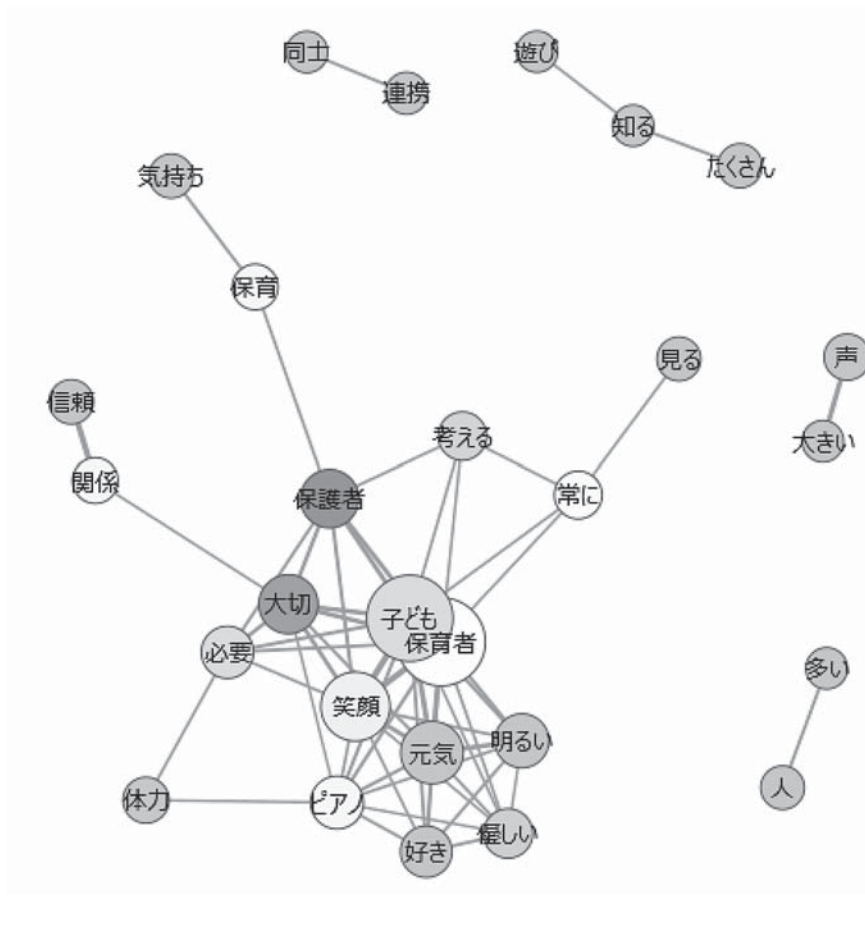 同士
連携
遊び
知る
たくさん
気持ち
保育
見る
声
大きい
信頼
関係
考える
保護者
常に
大切
子ども
保育者
必要
笑顔
元気
明るい
多い
人
体力
ピアノ
好き
優しい